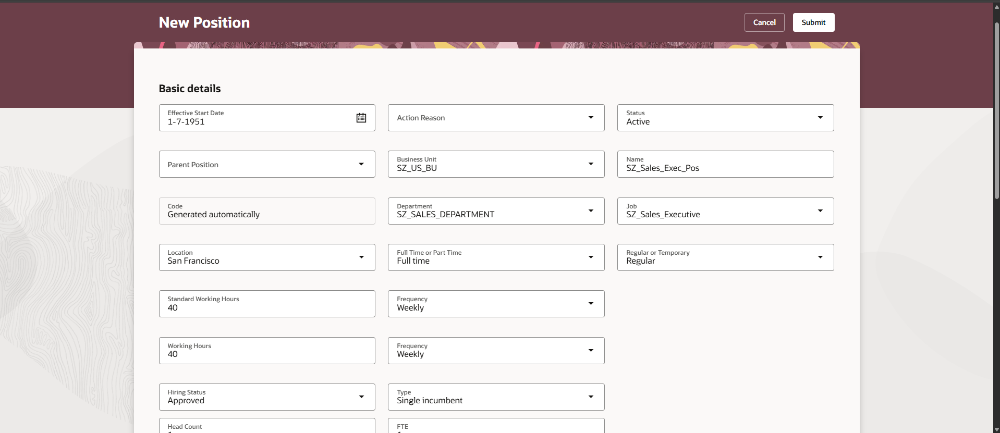 New Position
Cancel
Submit
Basic details
Effective Start Date
1-7-1951
Action Reason
Status
Active
Parent Position
Business Unit
SZ_US_BU
Name
SZ_Sales_Exec_Pos
Code
Generated automatically
Department
SZ_SALES_DEPARTMENT
Job
SZ_Sales_Executive
Location
San Francisco
Full Time or Part Time
Full time
Regular or Temporary
Regular
Standard Working Hours
40
Frequency
Weekly
Working Hours
40
Frequency
Weekly
Hiring Status
Approved
Type
Single incumbent
Head Count
FTE